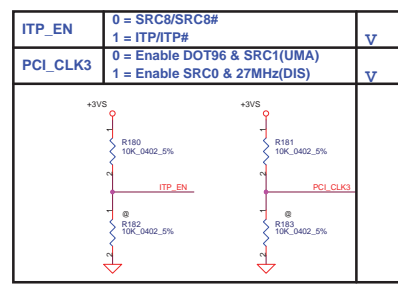 ITP_EN
0 = SRC8/SRC8#
1 = ITP/ITP#
V
PCI_CLK3
0 = Enable DOT96 & SRC1(UMA)
1 = Enable SRC0 & 27MHz(DIS)
V
+3VS
+3VS
1
1
R180
10K_0402_5%
R181
10K_0402_5%
2
2
ITP_EN
PCI_CLK3
1
1
@
R182
10K_0402_5%
@
R183
10K_0402_5%
2
2